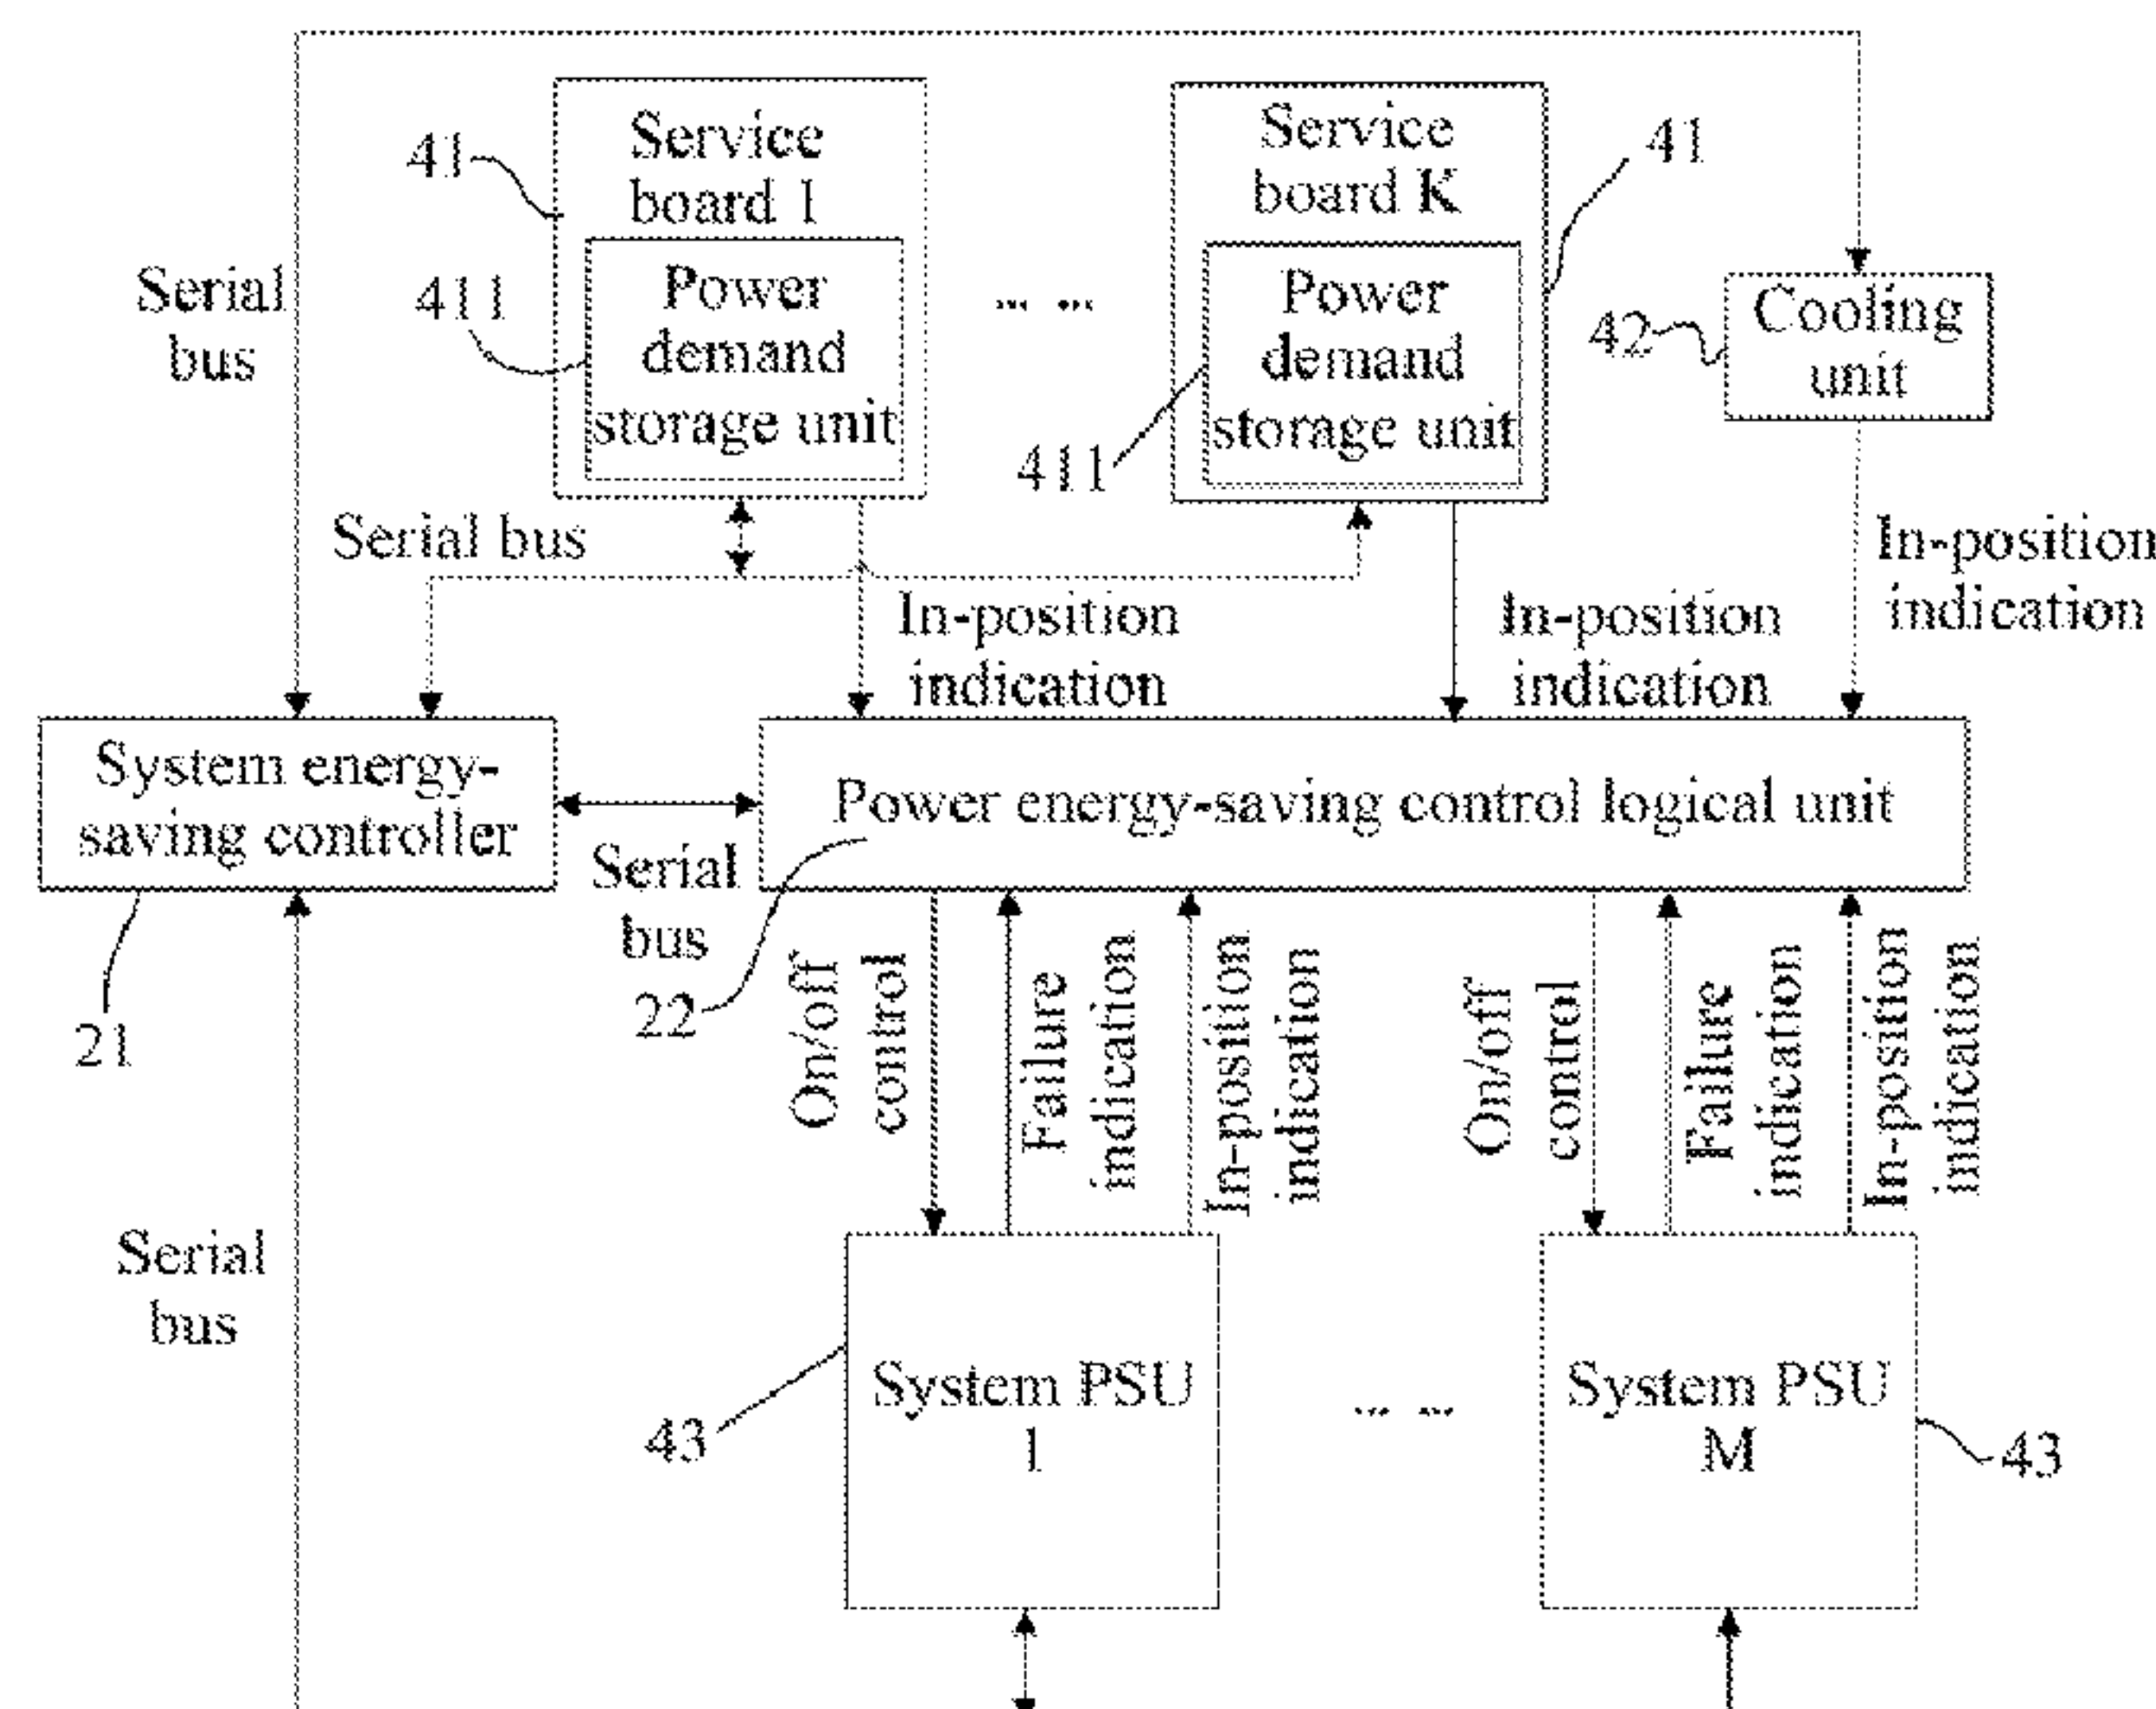 Service
board 1
41
Power
demand
storage unit
411
... ...
Service
board K
41
Power
demand
storage unit
411
Cooling
unit
42
Serial
bus
Serial bus
In-position
indication
In-position
indication
In-position
indication
System energy-
saving controller
21
Serial
bus
Power energy-saving control logical unit
22
On/off
control
Failure
indication
In-position
indication
On/off
control
Failure
indication
In-position
indication
Serial
bus
System PSU
1
43
... ...
System PSU
M
43